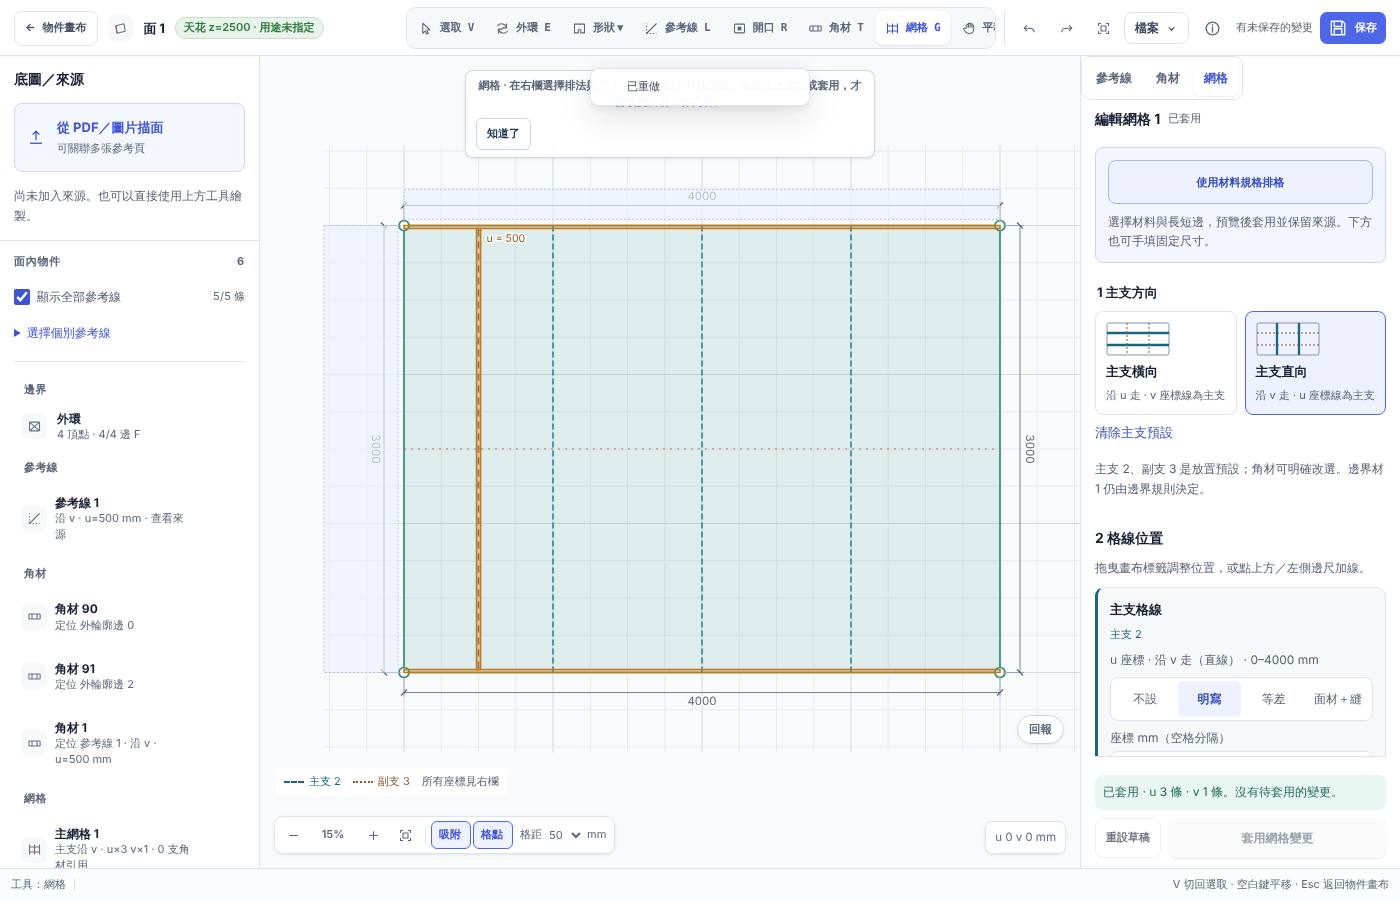 物件畫布
面 1
天花 z=2500 · 用途未指定
選取 V
外環 E
形狀▾
參考線 L
開口 R
角材 T
網格 G
檔案
有未保存的變更
保存
底圖／來源
從 PDF／圖片描面
可關聯多張參考頁
尚未加入來源。也可以直接使用上方工具繪
製。
面內物件
6
顯示全部參考線
5/5 條
選擇個別參考線
邊界
外環
4 頂點 · 4/4 邊 F
參考線
參考線 1
沿 v · u=500 mm · 查看來
源
角材
角材 90
定位 外輪廓邊 0
角材 91
定位 外輪廓邊 2
角材 1
定位 參考線 1 · 沿 v ·
u=500 mm
網格
主網格 1
主支沿 v · u×3 v×1 · 0 支角
材引用
網格 · 在右欄選擇排法
或套用，才
已重做
知道了
4000
u = 500
3000
3000
4000
回報
主支 2
副支 3
所有座標見右欄
15%
吸附
格點
格距
50
mm
u 0 v 0 mm
參考線
角材
網格
編輯網格 1
已套用
使用材料規格排格
選擇材料與長短邊，預覽後套用並保留來源。下方
也可手填固定尺寸。
1 主支方向
主支橫向
沿 u 走 · v 座標線為主支
主支直向
沿 v 走 · u 座標線為主支
清除主支預設
主支 2、副支 3 是放置預設；角材可明確改選。邊界材
1 仍由邊界規則決定。
2 格線位置
拖曳畫布標籤調整位置，或點上方／左側邊尺加線。
主支格線
主支 2
u 座標 · 沿 v 走（直線） · 0–4000 mm
不設
明寫
等差
面材＋縫
座標 mm（空格分隔）
已套用 · u 3 條 · v 1 條。沒有待套用的變更。
重設草稿
套用網格變更
工具：網格
V 切回選取 · 空白鍵平移 · Esc 返回物件畫布